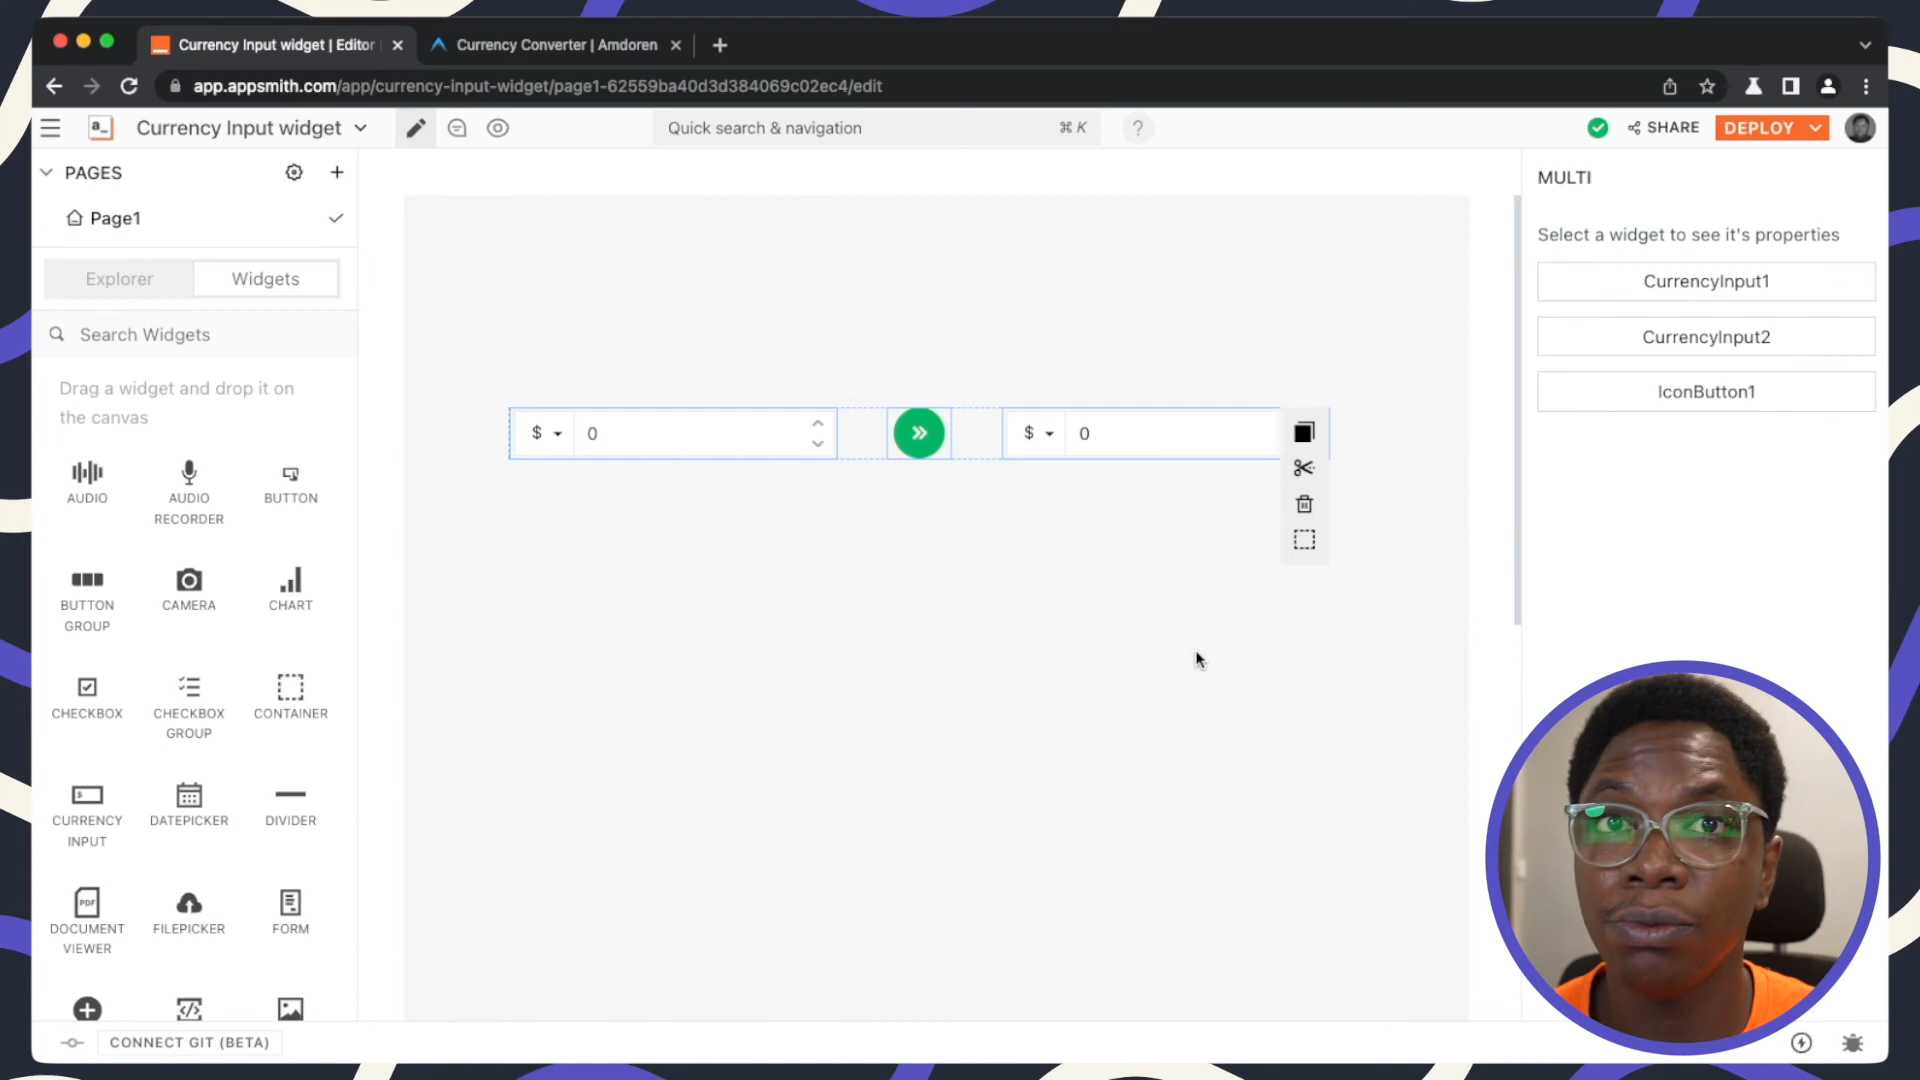 Currency Input widget | Editor
Currency Converter | Amdoren
app.appsmith.com/app/currency-input-widget/page1-62559ba40d3d384069c02ec4/edit
a_
Currency Input widget
Quick search & navigation
⌘ K
?
SHARE
DEPLOY
PAGES
Page1
Explorer
Widgets
Search Widgets
Drag a widget and drop it on
the canvas
AUDIO
AUDIO
RECORDER
BUTTON
BUTTON
GROUP
CAMERA
CHART
CHECKBOX
CHECKBOX
GROUP
CONTAINER
CURRENCY
INPUT
DATEPICKER
DIVIDER
PDF
DOCUMENT
VIEWER
FILEPICKER
FORM
CONNECT GIT (BETA)
$ 0
$ 0
MULTI
Select a widget to see it's properties
CurrencyInput1
CurrencyInput2
IconButton1